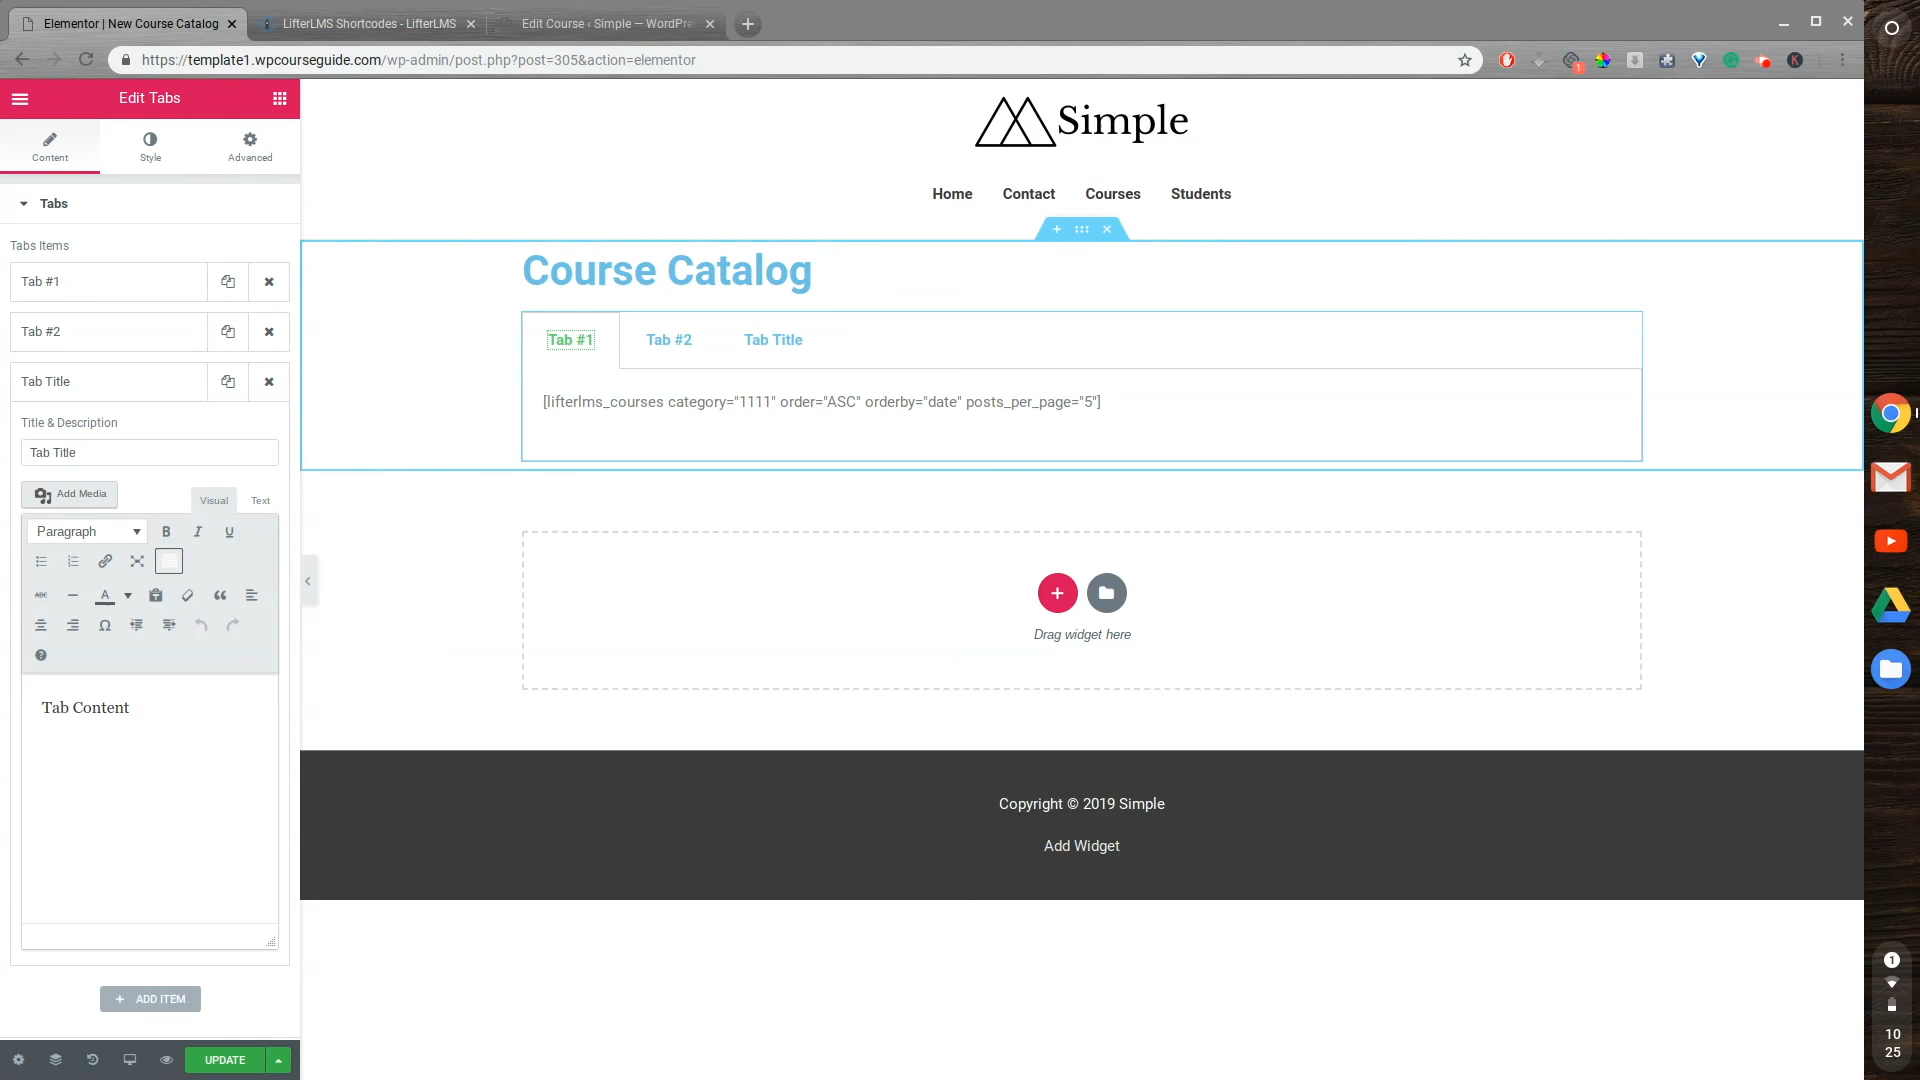 Elementor | New Course Catalog
LifterLMS Shortcodes - LifterLMS
Edit Course ‹ Simple — WordPre
https://template1.wpcourseguide.com/wp-admin/post.php?post=305&action=elementor
1
K
Edit Tabs
Content
Style
Advanced
Tabs
Tabs Items
Tab #1
Tab #2
Tab Title
Title & Description
Tab Title
Add Media
Visual
Text
Paragraph
B
I
U
ABC
A
Ω
Tab Content
ADD ITEM
UPDATE
Simple
Home
Contact
Courses
Students
Course Catalog
Tab #1
Tab #2
Tab Title
[lifterlms_courses category="1111" order="ASC" orderby="date" posts_per_page="5"]
Drag widget here
Copyright © 2019 Simple
Add Widget
1
10
25